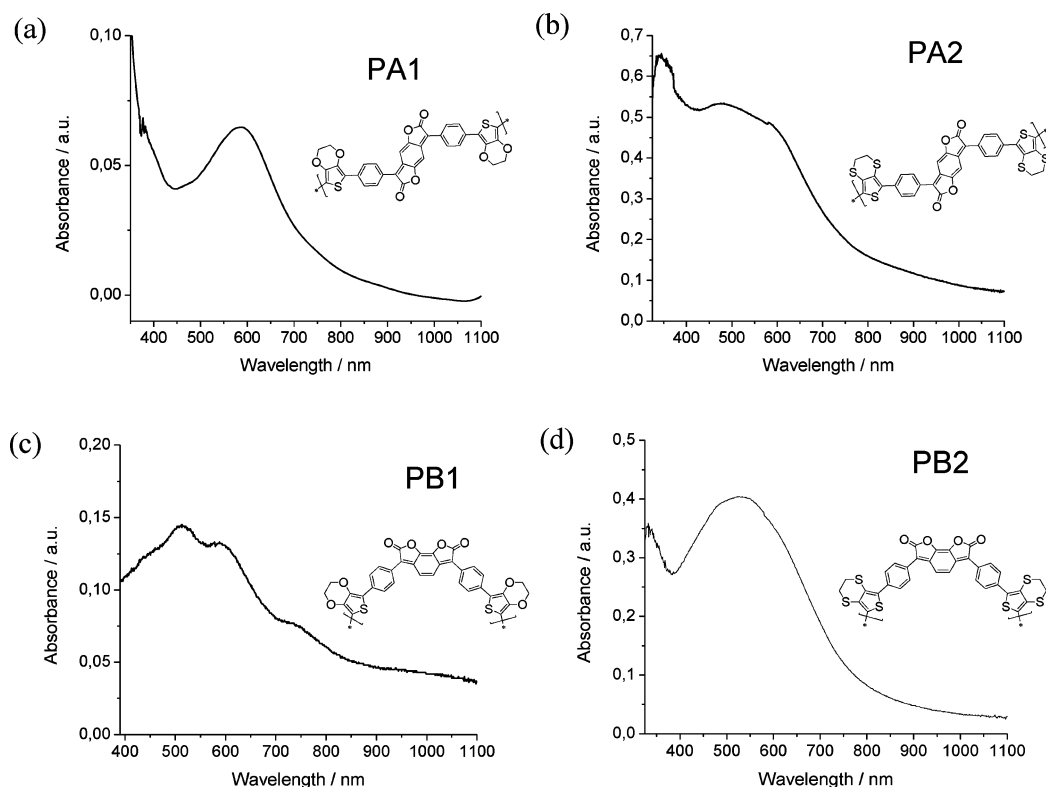 (a)
PA1
Absorbance / a.u.
0,10
0,05
0,00
400 500 600 700 800 900 1000 1100
Wavelength / nm
O
O
O
O
O
O
O
O
S
S
*
*
(b)
PA2
Absorbance / a.u.
0,7
0,6
0,5
0,4
0,3
0,2
0,1
0,0
400 500 600 700 800 900 1000 1100
Wavelength / nm
O
O
O
O
S
S
S
S
S
S
*
*
(c)
PB1
Absorbance / a.u.
0,20
0,15
0,10
0,05
0,00
400 500 600 700 800 900 1000 1100
Wavelength / nm
O
O
O
O
O
O
O
O
S
S
*
*
(d)
PB2
Absorbance / a.u.
0,5
0,4
0,3
0,2
0,1
0,0
400 500 600 700 800 900 1000 1100
Wavelength / nm
O
O
O
O
S
S
S
S
S
S
*
*